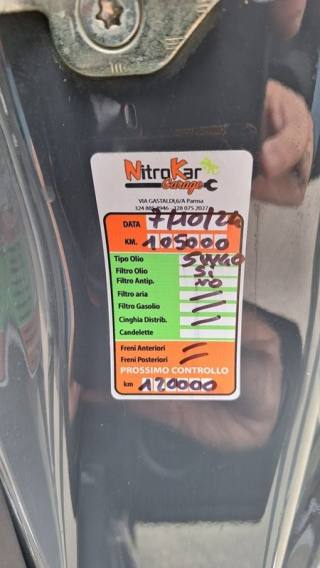 NitroKar
Garage
VIA GASTALDI,6/A Parma
DATA 7/10/24
KM. 105000
Tipo Olio 5W40
Filtro Olio SI
Filtro Antip. NO
Filtro aria
Filtro Gasolio
Cinghia Distrib.
Candelette
Freni Anteriori
Freni Posteriori
PROSSIMO CONTROLLO
km 120000